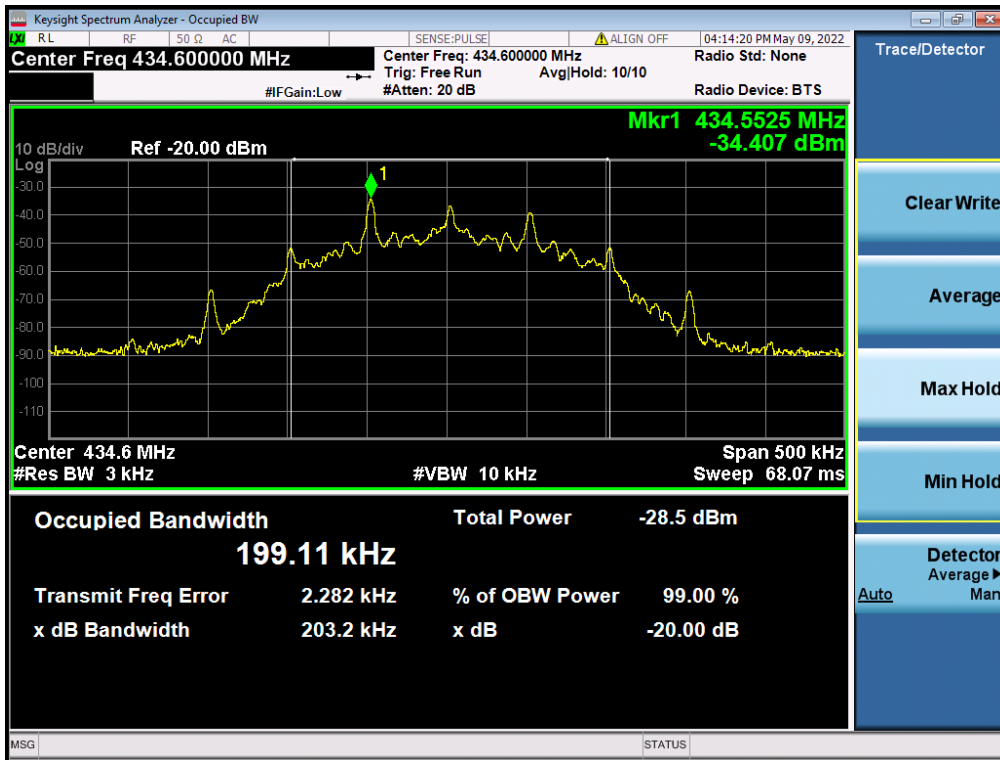 Keysight Spectrum Analyzer - Occupied BW
LXI RL RF 50 Ω AC SENSE:PULSE ALIGN OFF 04:14:20 PM May 09, 2022
Center Freq 434.600000 MHz
Center Freq: 434.600000 MHz
Radio Std: None
Trig: Free Run Avg|Hold: 10/10
#IFGain:Low
#Atten: 20 dB
Radio Device: BTS
Mkr1 434.5525 MHz
-34.407 dBm
10 dB/div Ref -20.00 dBm
Log
1
-30.0
-40.0
-50.0
-60.0
-70.0
-80.0
-90.0
-100
-110
Center 434.6 MHz Span 500 kHz
#Res BW 3 kHz #VBW 10 kHz Sweep 68.07 ms
Occupied Bandwidth Total Power -28.5 dBm
199.11 kHz
Transmit Freq Error 2.282 kHz % of OBW Power 99.00 %
x dB Bandwidth 203.2 kHz x dB -20.00 dB
MSG STATUS
Trace/Detector
Clear Write
Average
Max Hold
Min Hold
Detector
Average
Auto Man